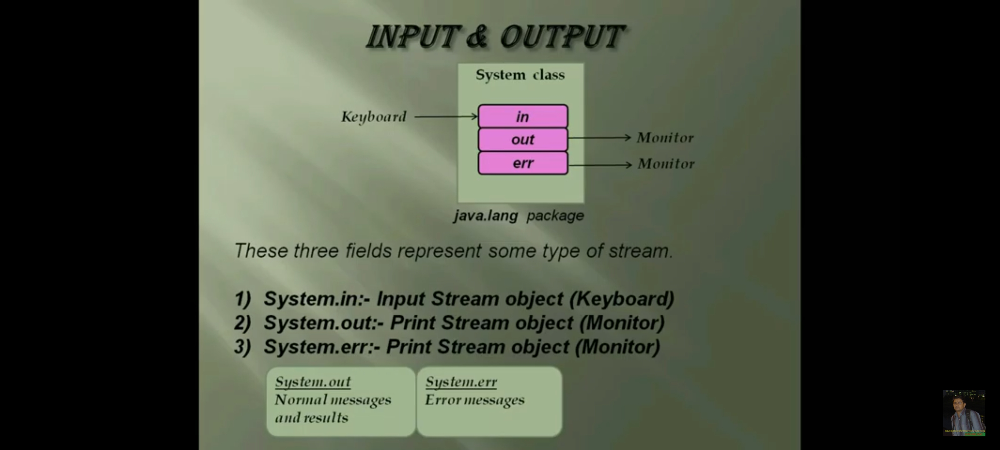 INPUT & OUTPUT
System class
Keyboard
in
out
Monitor
err
Monitor
java.lang package
These three fields represent some type of stream.
1) System.in:- Input Stream object (Keyboard)
2) System.out:- Print Stream object (Monitor)
3) System.err:- Print Stream object (Monitor)
System.out
Normal messages
and results
System.err
Error messages